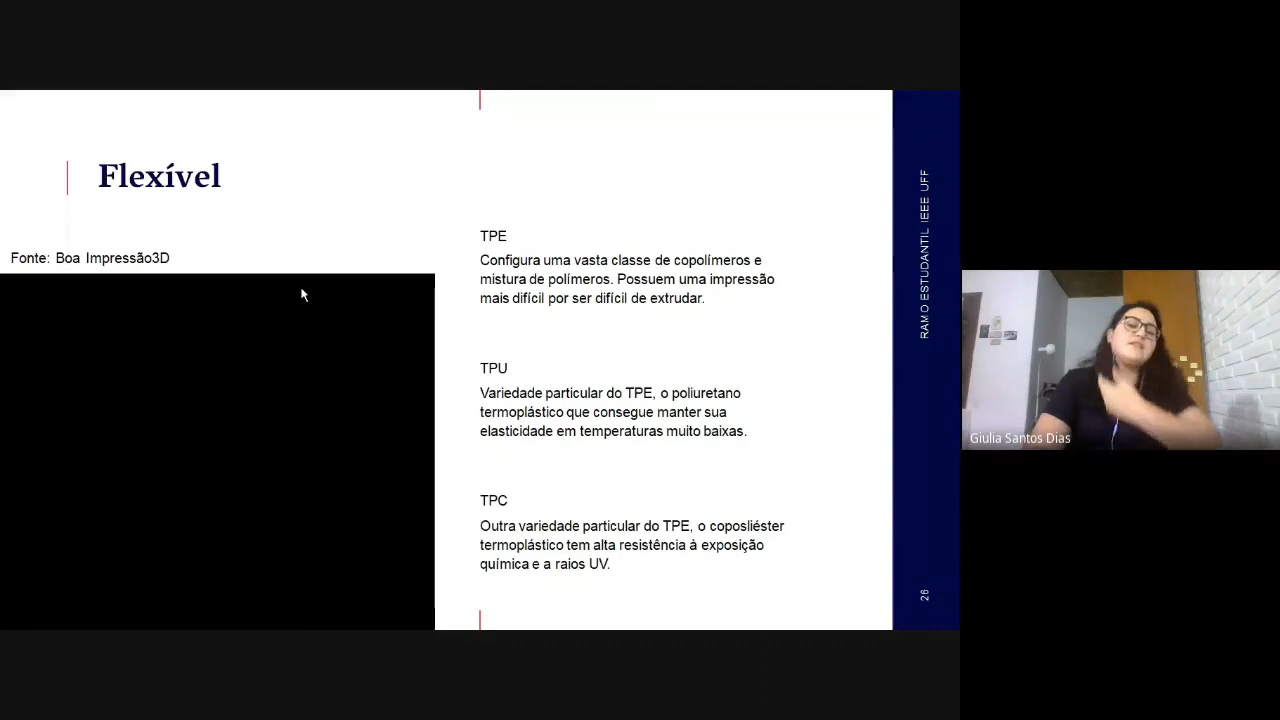 Flexível
Fonte: Boa Impressão3D
TPE
Configura uma vasta classe de copolímeros e
mistura de polímeros. Possuem uma impressão
mais difícil por ser difícil de extrudar.
TPU
Variedade particular do TPE, o poliuretano
termoplástico que consegue manter sua
elasticidade em temperaturas muito baixas.
TPC
Outra variedade particular do TPE, o coposliéster
termoplástico tem alta resistência à exposição
química e a raios UV.
RAMO ESTUDANTIL IEEE UFF
26
Giulia Santos Dias